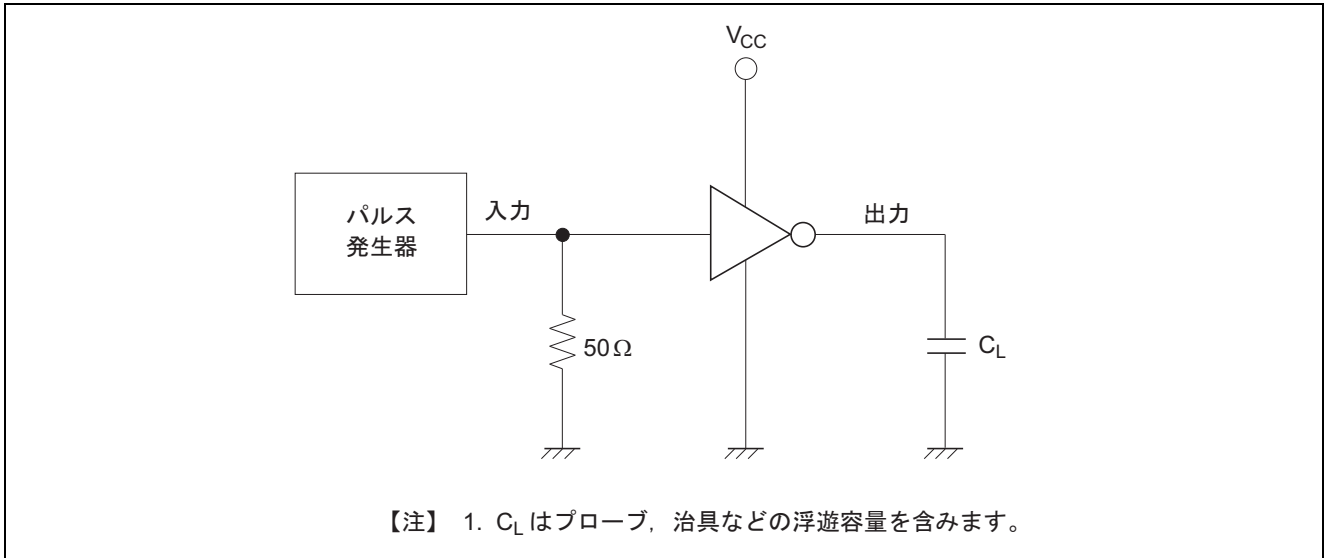 V_CC
パルス
発生器
入力
出力
50Ω
C_L
【注】 1. C_L はプローブ，治具などの浮遊容量を含みます。